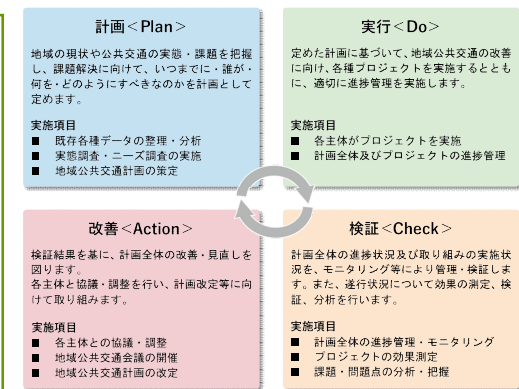 計画＜Plan＞
地域の現状や公共交通の実態・課題を把握
し、課題解決に向けて、いつまでに・誰が・
何を・どのようにすべきなのかを計画として
定めます。
実施項目
■ 既存各種データの整理・分析
■ 実態調査・ニーズ調査の実施
■ 地域公共交通計画の策定
実行＜Do＞
定めた計画に基づいて、地域公共交通の改善
に向け、各種プロジェクトを実施するととも
に、適切に進捗管理を実施します。
実施項目
■ 各主体がプロジェクトを実施
■ 計画全体及びプロジェクトの進捗管理
改善＜Action＞
検証結果を基に、計画全体の改善・見直しを
図ります。
各主体と協議・調整を行い、計画改定等に向
けて取り組みます。
実施項目
■ 各主体との協議・調整
■ 地域公共交通会議の開催
■ 地域公共交通計画の改定
検証＜Check＞
計画全体の進捗状況及び取り組みの実施状
況を、モニタリング等により管理・検証しま
す。また、遂行状況について効果の測定、検
証、分析を行います。
実施項目
■ 計画全体の進捗管理・モニタリング
■ プロジェクトの効果測定
■ 課題・問題点の分析・把握